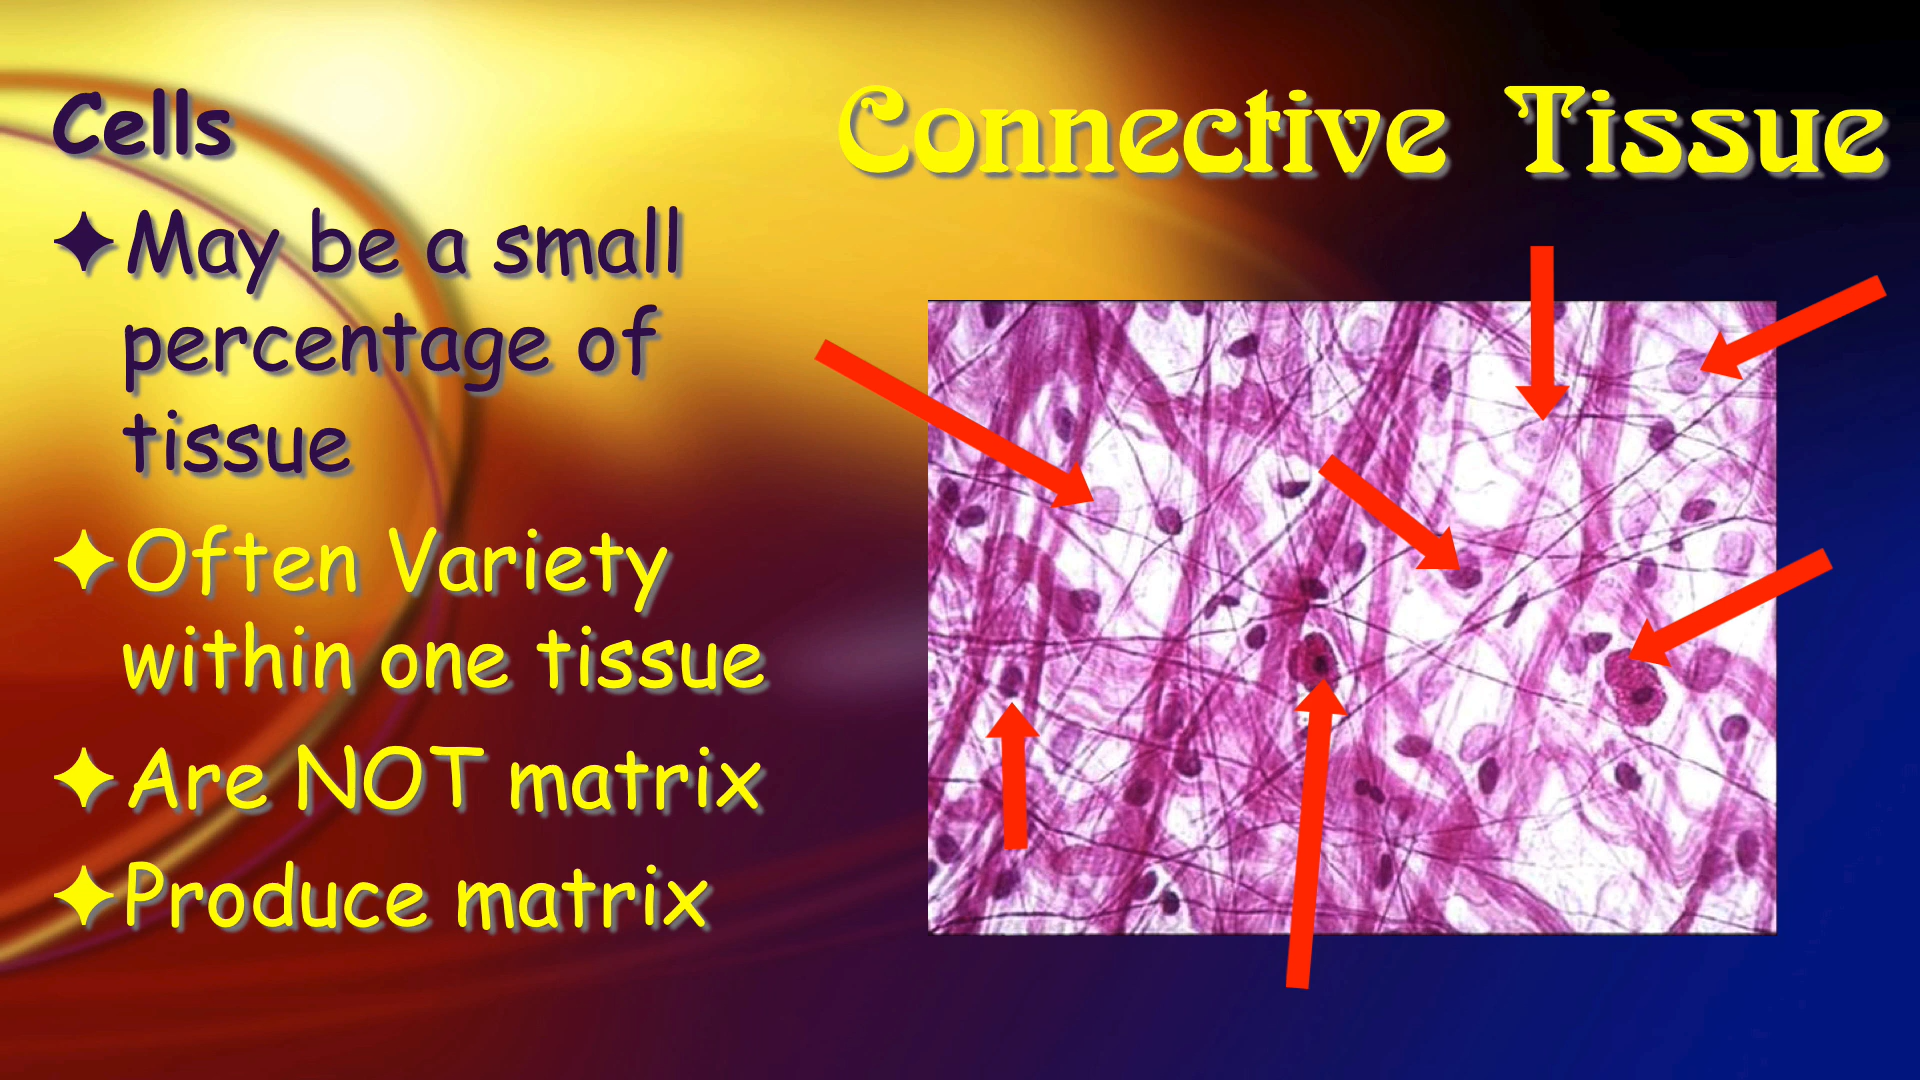 Connective Tissue
Cells
✦May be a small
percentage of
tissue
✦Often Variety
within one tissue
✦Are NOT matrix
✦Produce matrix